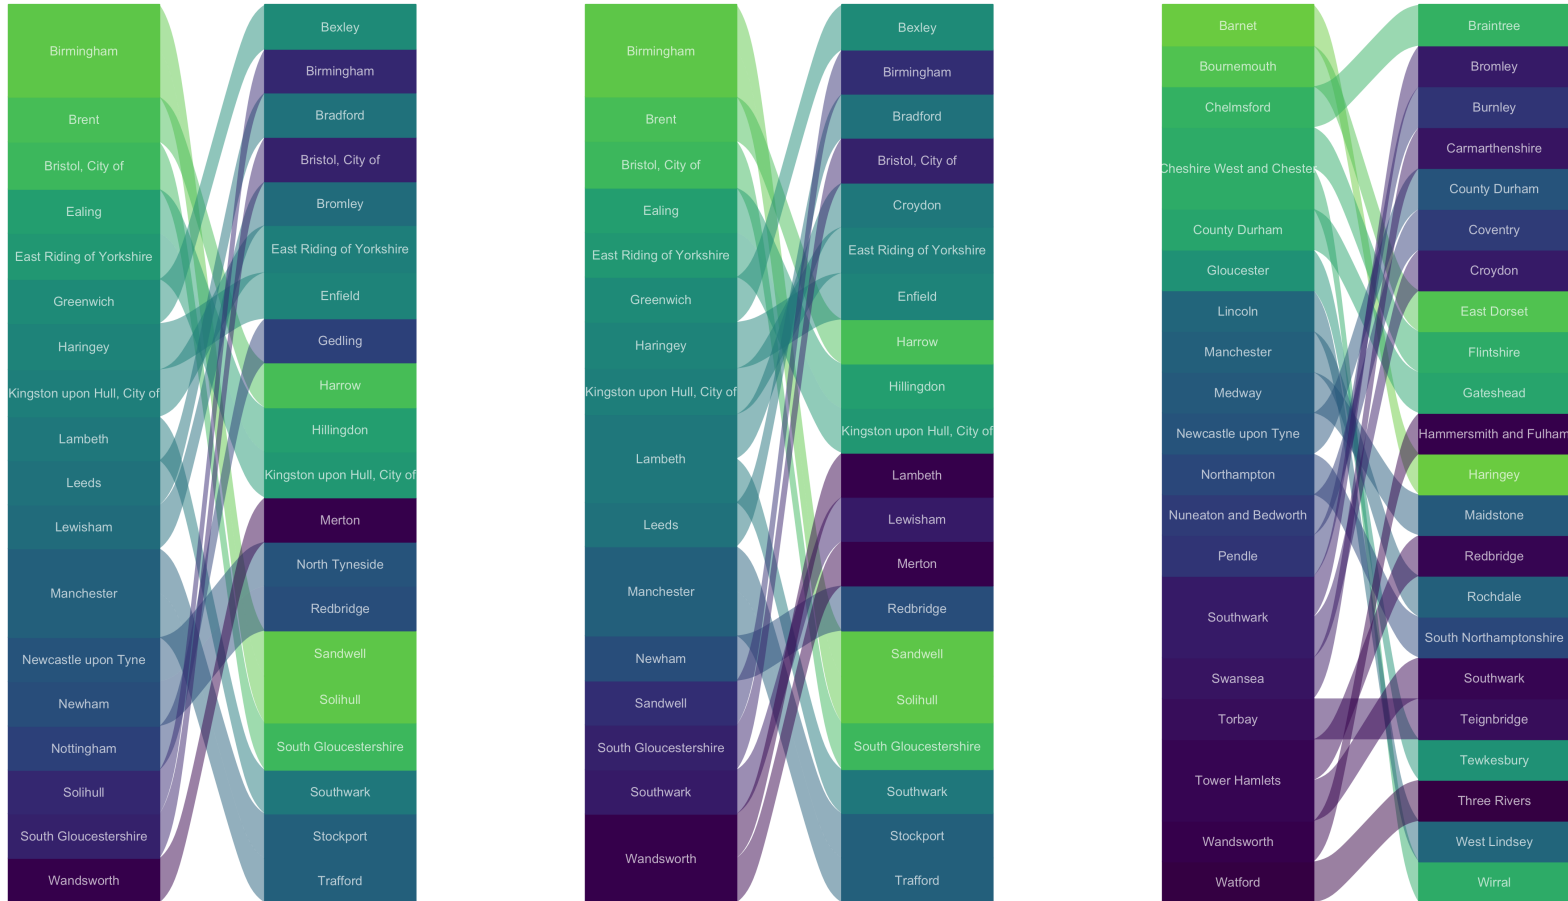 Birmingham
Brent
Bristol, City of
Ealing
East Riding of Yorkshire
Greenwich
Haringey
Kingston upon Hull, City of
Lambeth
Leeds
Lewisham
Manchester
Newcastle upon Tyne
Newham
Nottingham
Solihull
South Gloucestershire
Wandsworth
Bexley
Birmingham
Bradford
Bristol, City of
Bromley
East Riding of Yorkshire
Enfield
Gedling
Harrow
Hillingdon
Kingston upon Hull, City of
Merton
North Tyneside
Redbridge
Sandwell
Solihull
South Gloucestershire
Southwark
Stockport
Trafford
Birmingham
Brent
Bristol, City of
Ealing
East Riding of Yorkshire
Greenwich
Haringey
Kingston upon Hull, City of
Lambeth
Leeds
Manchester
Newham
Sandwell
South Gloucestershire
Southwark
Wandsworth
Bexley
Birmingham
Bradford
Bristol, City of
Croydon
East Riding of Yorkshire
Enfield
Harrow
Hillingdon
Kingston upon Hull, City of
Lambeth
Lewisham
Merton
Redbridge
Sandwell
Solihull
South Gloucestershire
Southwark
Stockport
Trafford
Barnet
Bournemouth
Chelmsford
Cheshire West and Chester
County Durham
Gloucester
Lincoln
Manchester
Medway
Newcastle upon Tyne
Northampton
Nuneaton and Bedworth
Pendle
Southwark
Swansea
Torbay
Tower Hamlets
Wandsworth
Watford
Braintree
Bromley
Burnley
Carmarthenshire
County Durham
Coventry
Croydon
East Dorset
Flintshire
Gateshead
Hammersmith and Fulham
Haringey
Maidstone
Redbridge
Rochdale
South Northamptonshire
Southwark
Teignbridge
Tewkesbury
Three Rivers
West Lindsey
Wirral